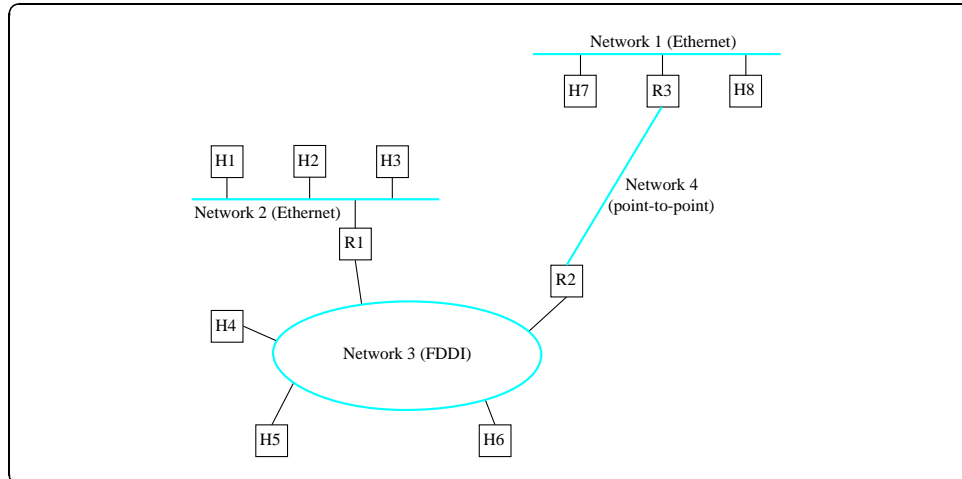 Network 1 (Ethernet)
H7
R3
H8
H1
H2
H3
Network 4
(point-to-point)
Network 2 (Ethernet)
R1
R2
H4
Network 3 (FDDI)
H5
H6